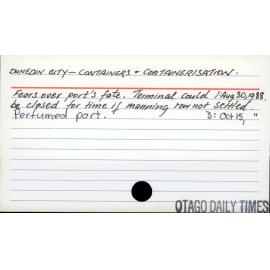 DUNEDIN CITY - CONTAINERS & CONTAINERISATION.
Fears over port's fate. Terminal could 1: Aug 30, 1988.
be closed for time if manning row not settled.
Perfumed port. 3: Oct 15, "
OTAGO DAILY TIMES